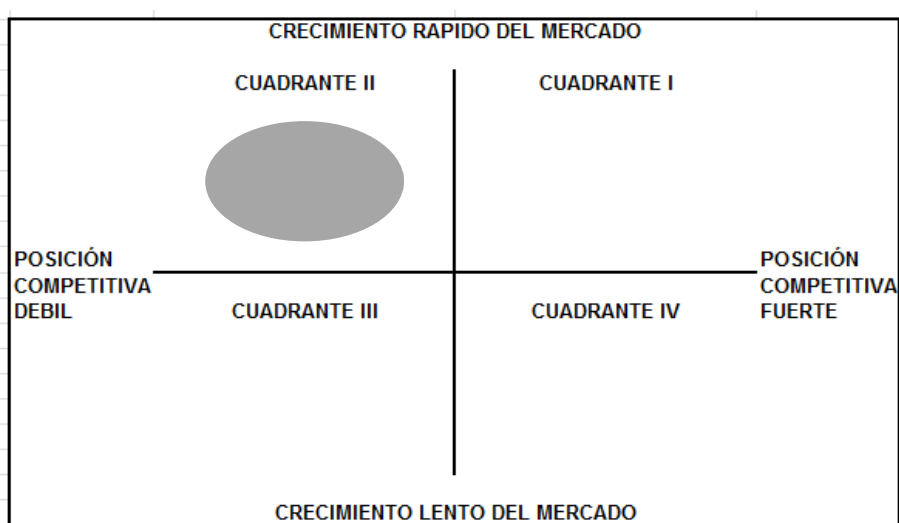 CRECIMIENTO RAPIDO DEL MERCADO
CUADRANTE II
CUADRANTE I
POSICIÓN
COMPETITIVA
DEBIL
POSICIÓN
COMPETITIVA
FUERTE
CUADRANTE III
CUADRANTE IV
CRECIMIENTO LENTO DEL MERCADO